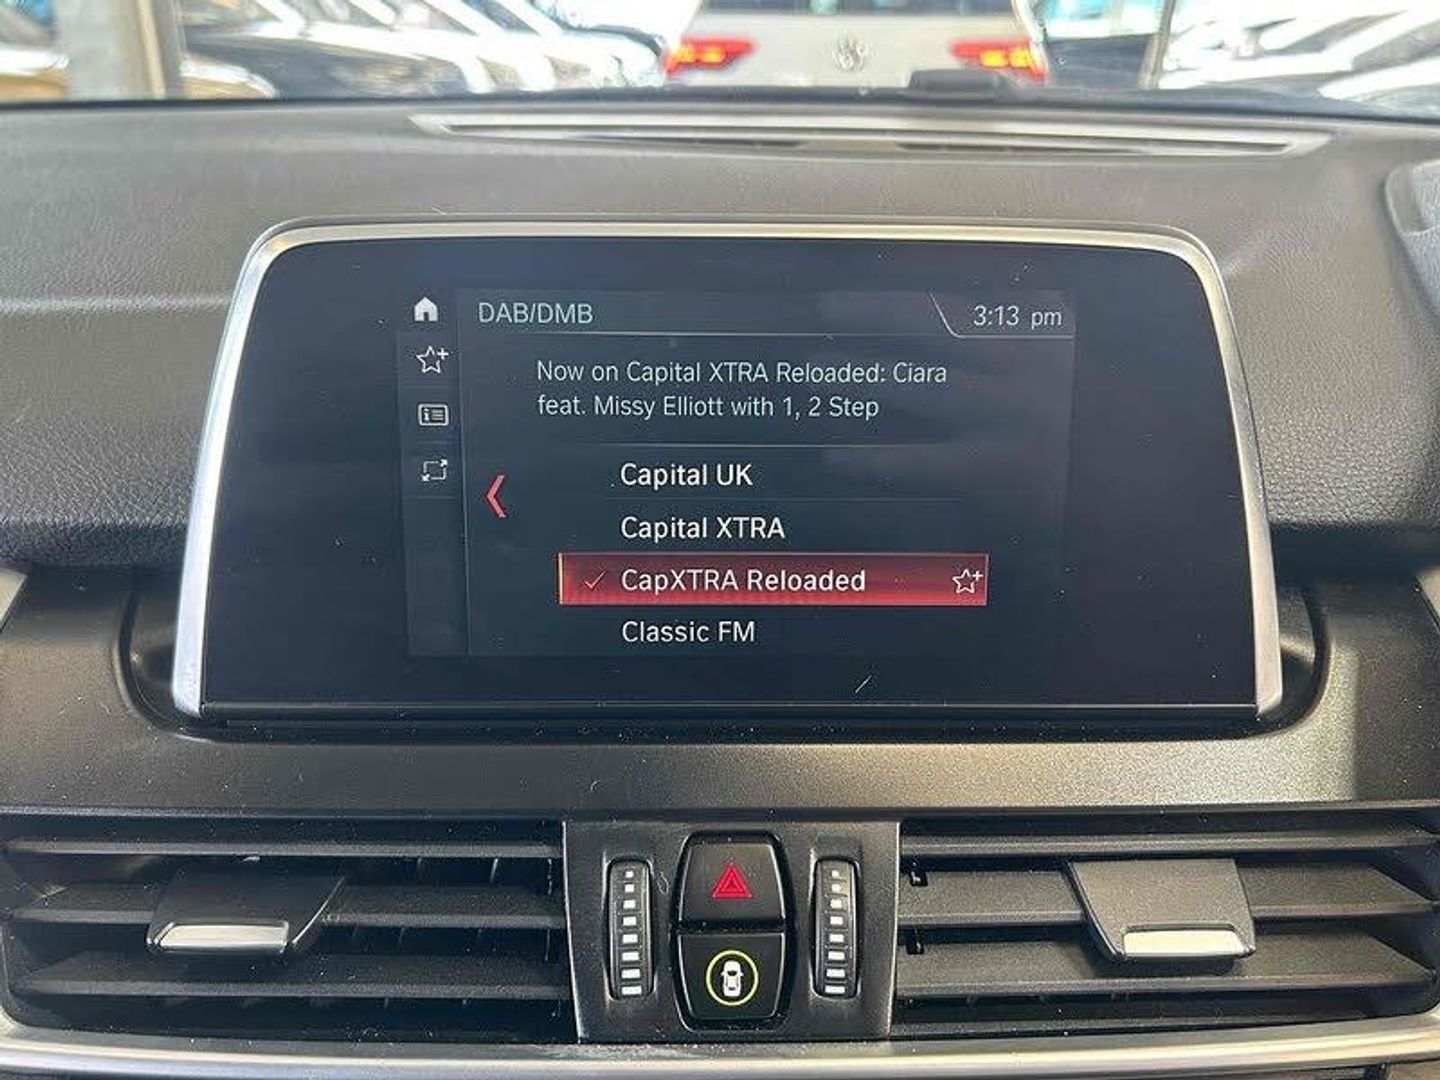 DAB/DMB
3:13 pm
Now on Capital XTRA Reloaded: Ciara
feat. Missy Elliott with 1, 2 Step
Capital UK
Capital XTRA
CapXTRA Reloaded
Classic FM